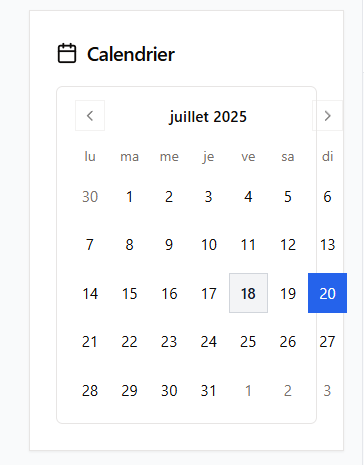 Calendrier
juillet 2025
lu ma me je ve sa di
30 1 2 3 4 5 6
7 8 9 10 11 12 13
14 15 16 17 18 19 20
21 22 23 24 25 26 27
28 29 30 31 1 2 3